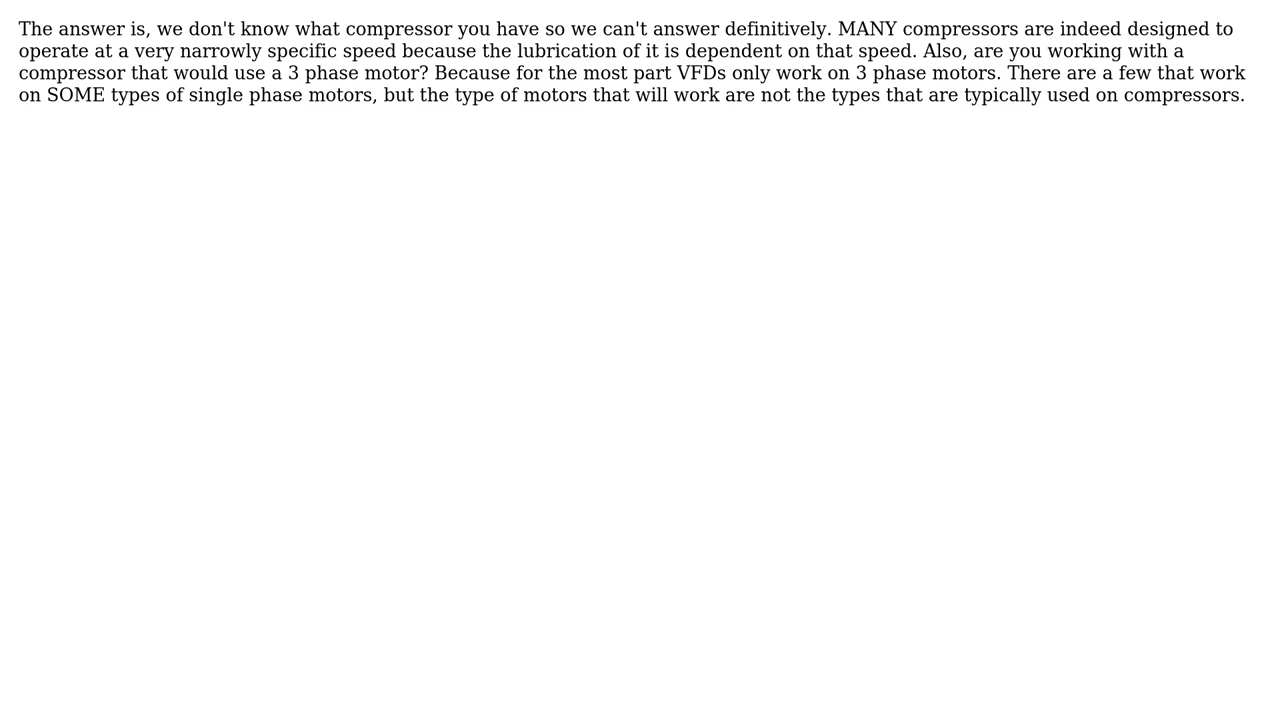 The answer is, we don't know what compressor you have so we can't answer definitively. MANY compressors are indeed designed to
operate at a very narrowly specific speed because the lubrication of it is dependent on that speed. Also, are you working with a
compressor that would use a 3 phase motor? Because for the most part VFDs only work on 3 phase motors. There are a few that work
on SOME types of single phase motors, but the type of motors that will work are not the types that are typically used on compressors.